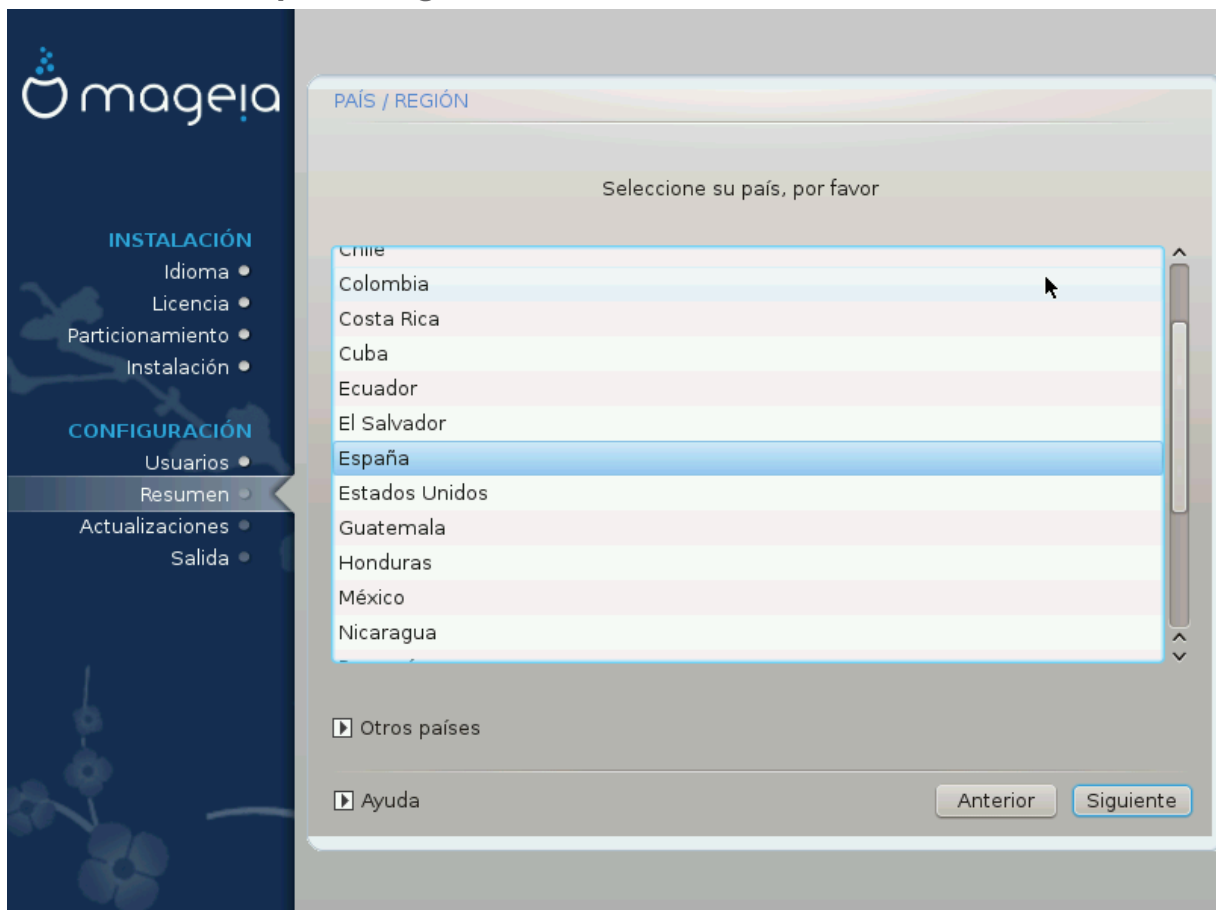 mageia
INSTALACIÓN
Idioma
Licencia
Particionamiento
Instalación
CONFIGURACIÓN
Usuarios
Resumen
Actualizaciones
Salida
PAÍS / REGIÓN
Seleccione su país, por favor
Chile
Colombia
Costa Rica
Cuba
Ecuador
El Salvador
España
Estados Unidos
Guatemala
Honduras
México
Nicaragua
Otros países
Ayuda
Anterior
Siguiente